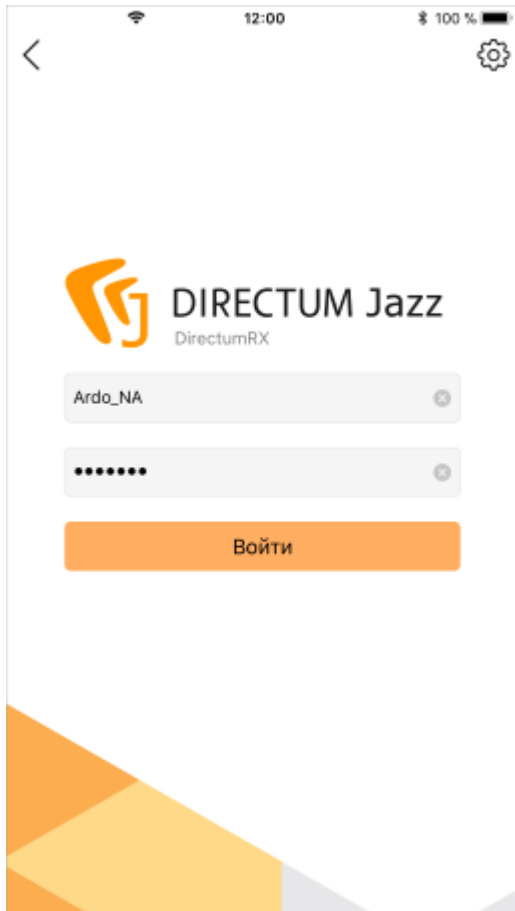 12:00
100 %
DIRECTUM Jazz
DirectumRX
Ardo_NA
•••••••
Войти